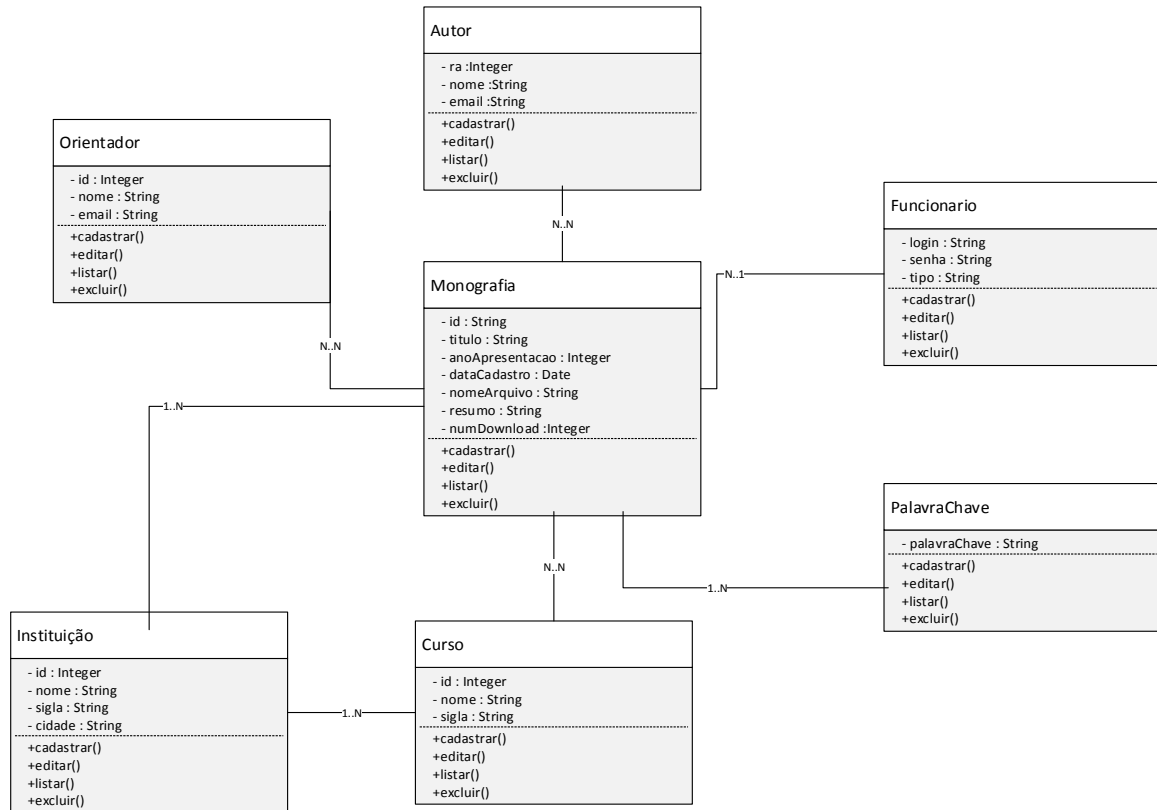 Autor
- ra :Integer
- nome :String
- email :String
+cadastrar()
+editar()
+listar()
+excluir()
Orientador
- id : Integer
- nome : String
- email : String
+cadastrar()
+editar()
+listar()
+excluir()
N..N
Funcionario
- login : String
- senha : String
- tipo : String
+cadastrar()
+editar()
+listar()
+excluir()
N..1
Monografia
- id : String
- titulo : String
- anoApresentacao : Integer
- dataCadastro : Date
- nomeArquivo : String
- resumo : String
- numDownload :Integer
+cadastrar()
+editar()
+listar()
+excluir()
N..N
1..N
PalavraChave
- palavraChave : String
+cadastrar()
+editar()
+listar()
+excluir()
N..N
1..N
Instituição
- id : Integer
- nome : String
- sigla : String
- cidade : String
+cadastrar()
+editar()
+listar()
+excluir()
1..N
Curso
- id : Integer
- nome : String
- sigla : String
+cadastrar()
+editar()
+listar()
+excluir()